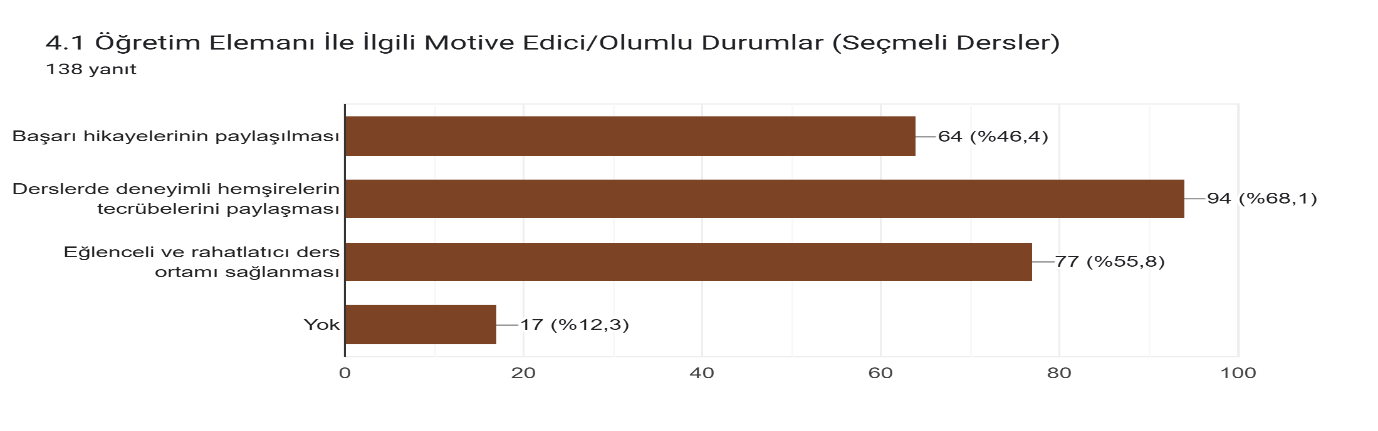 4.1 Öğretim Elemanı İle İlgili Motive Edici/Olumlu Durumlar (Seçmeli Dersler)
138 yanıt
Başarı hikayelerinin paylaşılması
64 (%46,4)
Derslerde deneyimli hemşirelerin
tecrübelerini paylaşması
94 (%68,1)
Eğlenceli ve rahatlatıcı ders
ortamı sağlanması
77 (%55,8)
Yok
17 (%12,3)
0 20 40 60 80 100